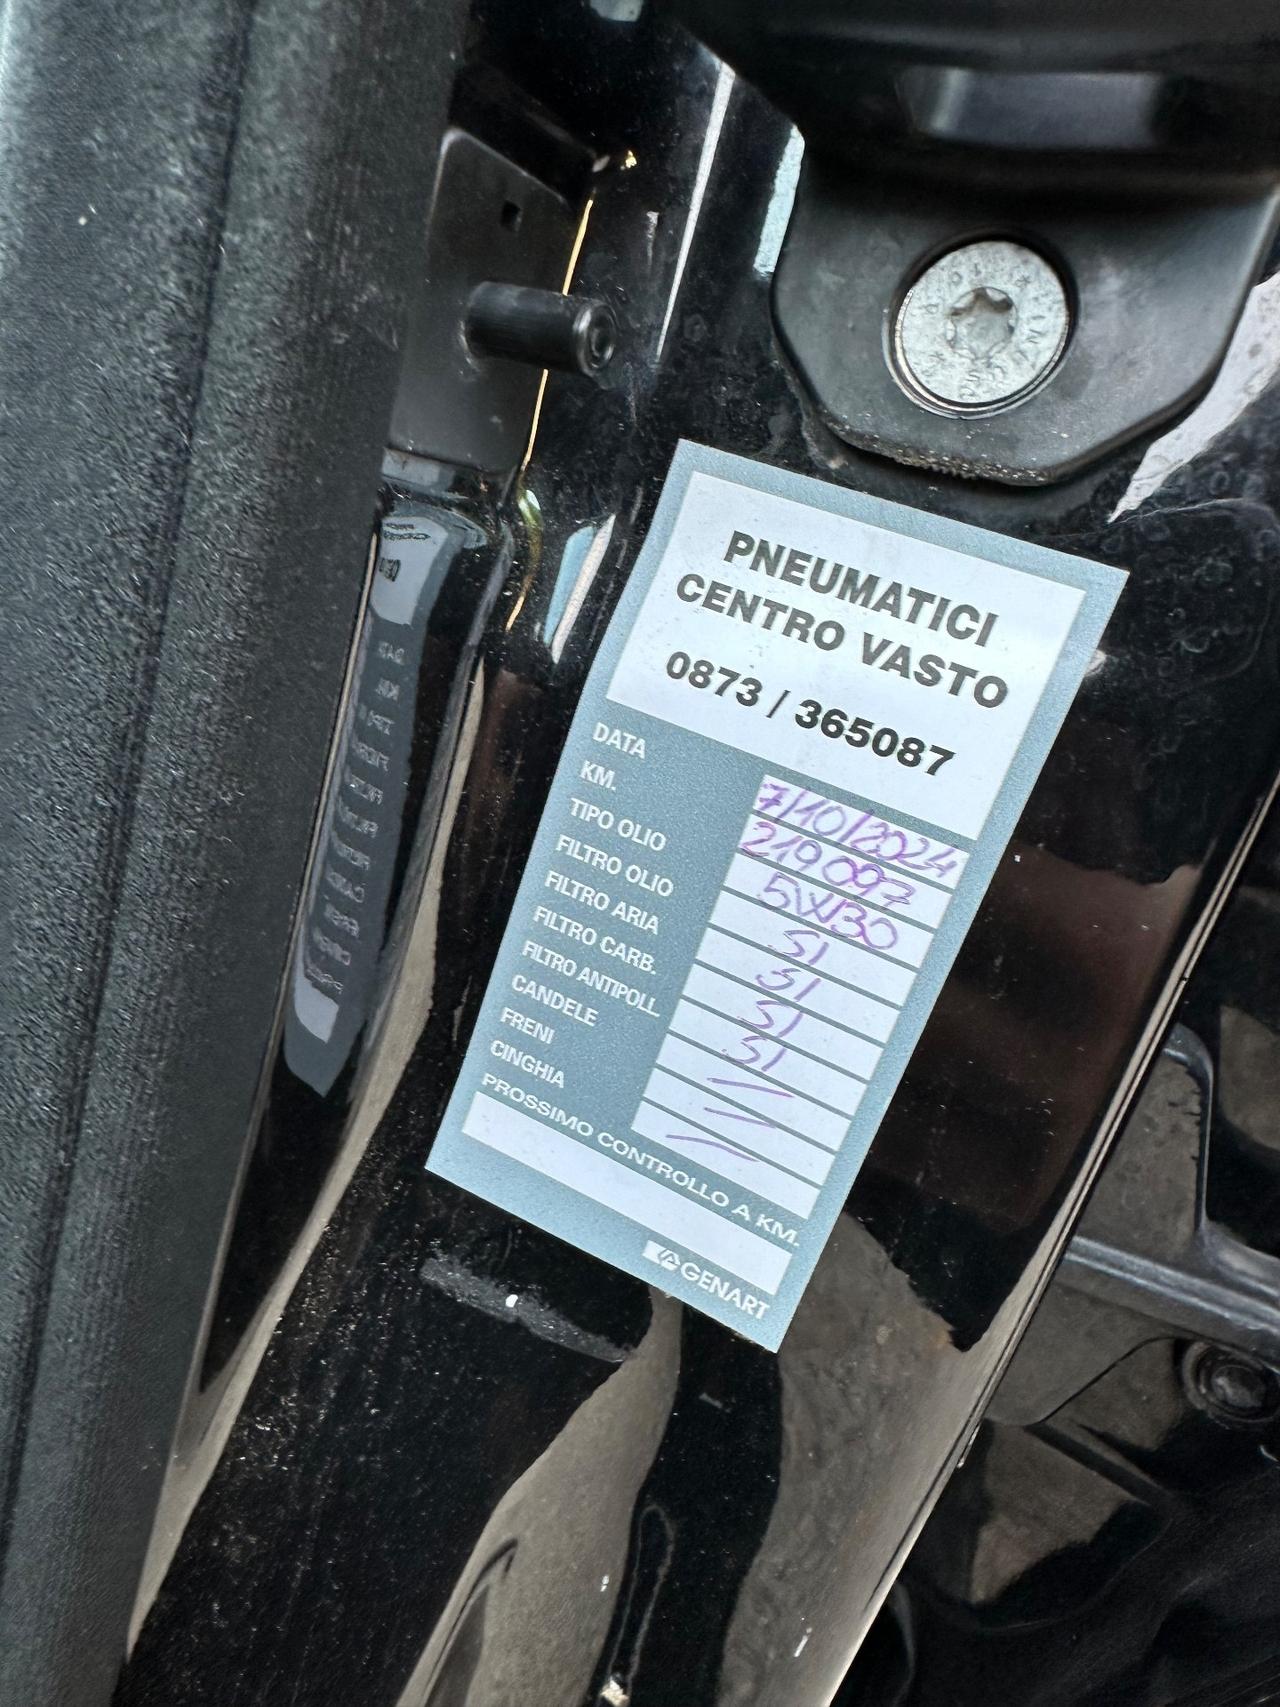 PNEUMATICI
CENTRO VASTO
0873 / 365087
DATA 7/10/2024
KM. 219097
TIPO OLIO 5W30
FILTRO OLIO SI
FILTRO ARIA SI
FILTRO CARB. SI
FILTRO ANTIPOLL. SI
CANDELE \
FRENI \
CINGHIA \
PROSSIMO CONTROLLO A KM.
GENART